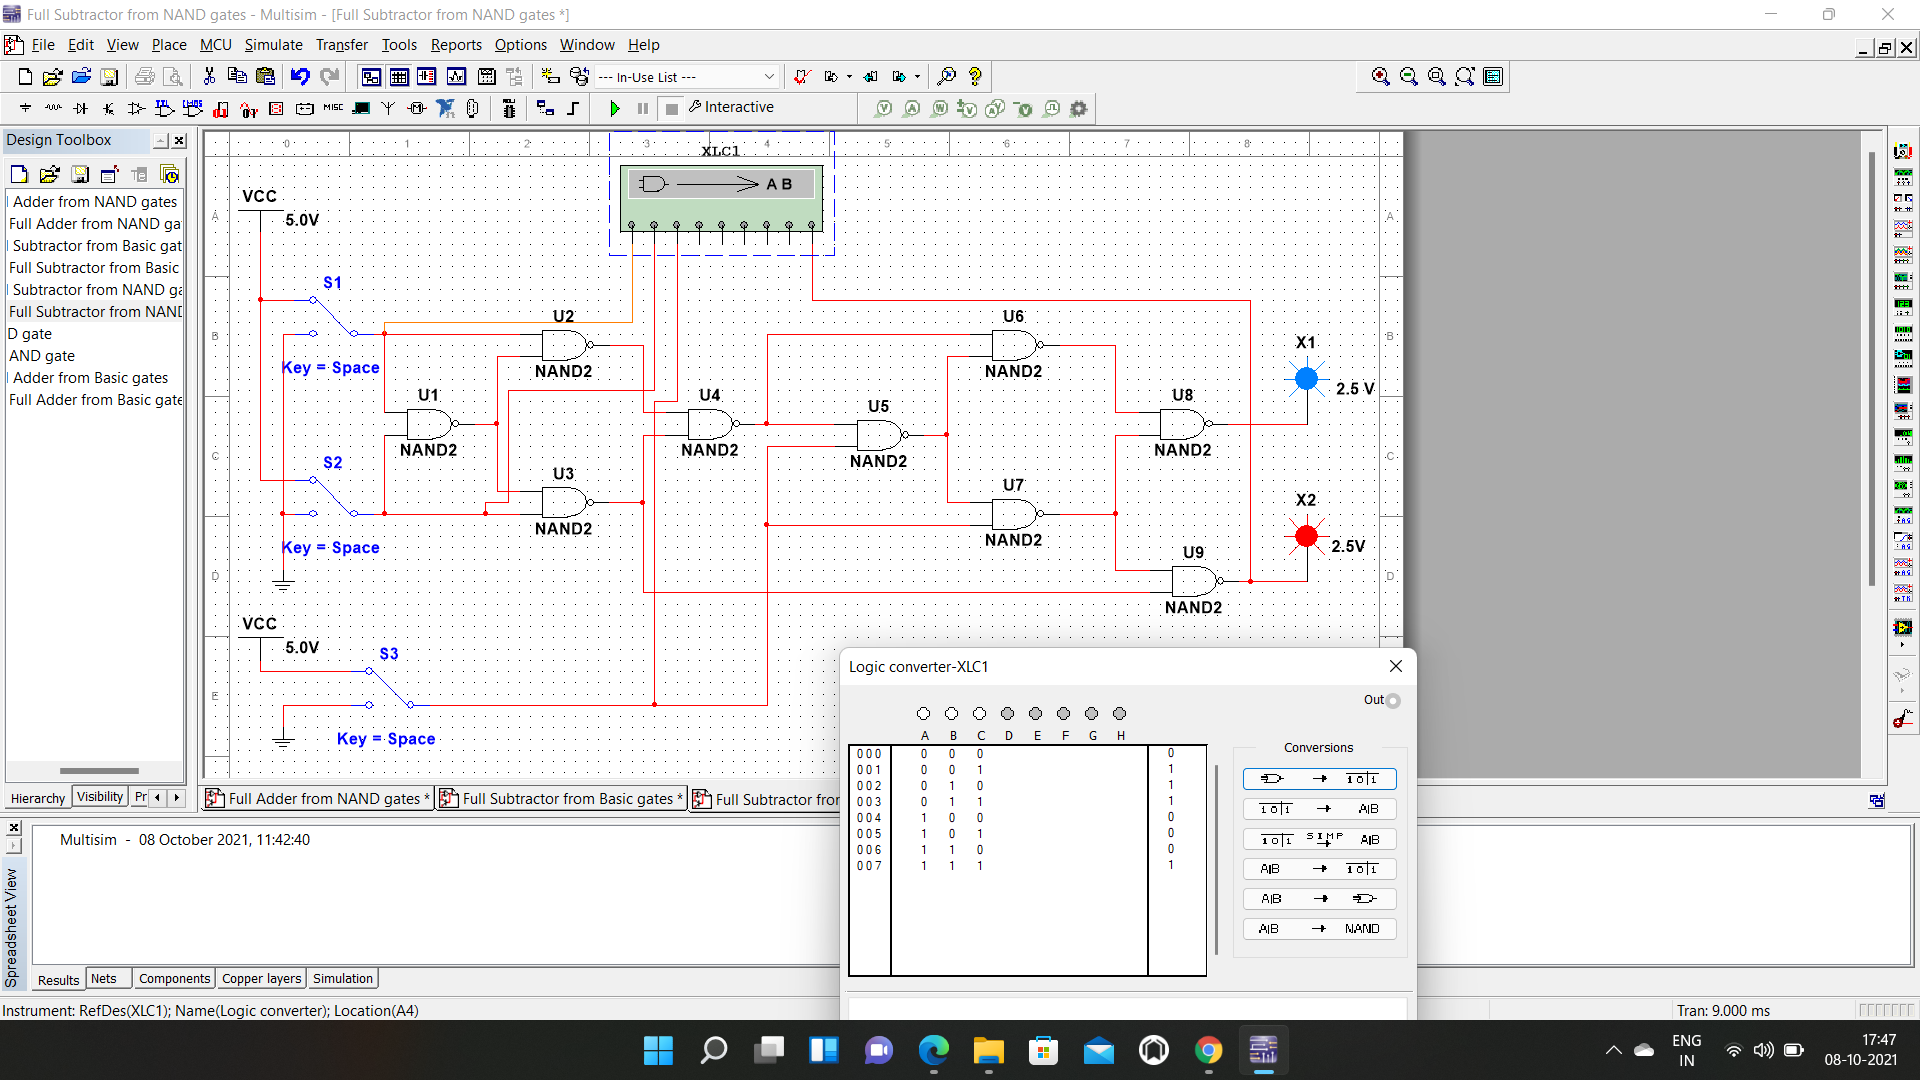 Full Subtractor from NAND gates - Multisim - [Full Subtractor from NAND gates *]
File Edit View Place MCU Simulate Transfer Tools Reports Options Window Help
--- In-Use List ---
MISC
Interactive
Design Toolbox
Adder from NAND gates
Full Adder from NAND ga
Subtractor from Basic gat
Full Subtractor from Basic
Subtractor from NAND ga
Full Subtractor from NAND
D gate
AND gate
Adder from Basic gates
Full Adder from Basic gate
Hierarchy Visibility Pr
0 1 2 3 4 5 6 7 8
A
B
C
D
E
A
B
C
D
XLC1
A B
VCC
5.0V
S1
Key = Space
S2
Key = Space
VCC
5.0V
S3
Key = Space
U1
NAND2
U2
NAND2
U3
NAND2
U4
NAND2
U5
NAND2
U6
NAND2
U7
NAND2
U8
NAND2
U9
NAND2
X1
2.5 V
X2
2.5V
Full Adder from NAND gates * Full Subtractor from Basic gates * Full Subtractor fror
Logic converter-XLC1
Out
A B C D E F G H
000 0 0 0 0
001 0 0 1 1
002 0 1 0 1
003 0 1 1 1
004 1 0 0 0
005 1 0 1 0
006 1 1 0 0
007 1 1 1 1
Conversions
→ 1 0 1
1 0 1 → A|B
1 0 1 SIMP → A|B
A|B → 1 0 1
A|B →
A|B → NAND
Spreadsheet View
Multisim - 08 October 2021, 11:42:40
Results Nets Components Copper layers Simulation
Instrument: RefDes(XLC1); Name(Logic converter); Location(A4)
Tran: 9.000 ms
ENG
IN
17:47
08-10-2021